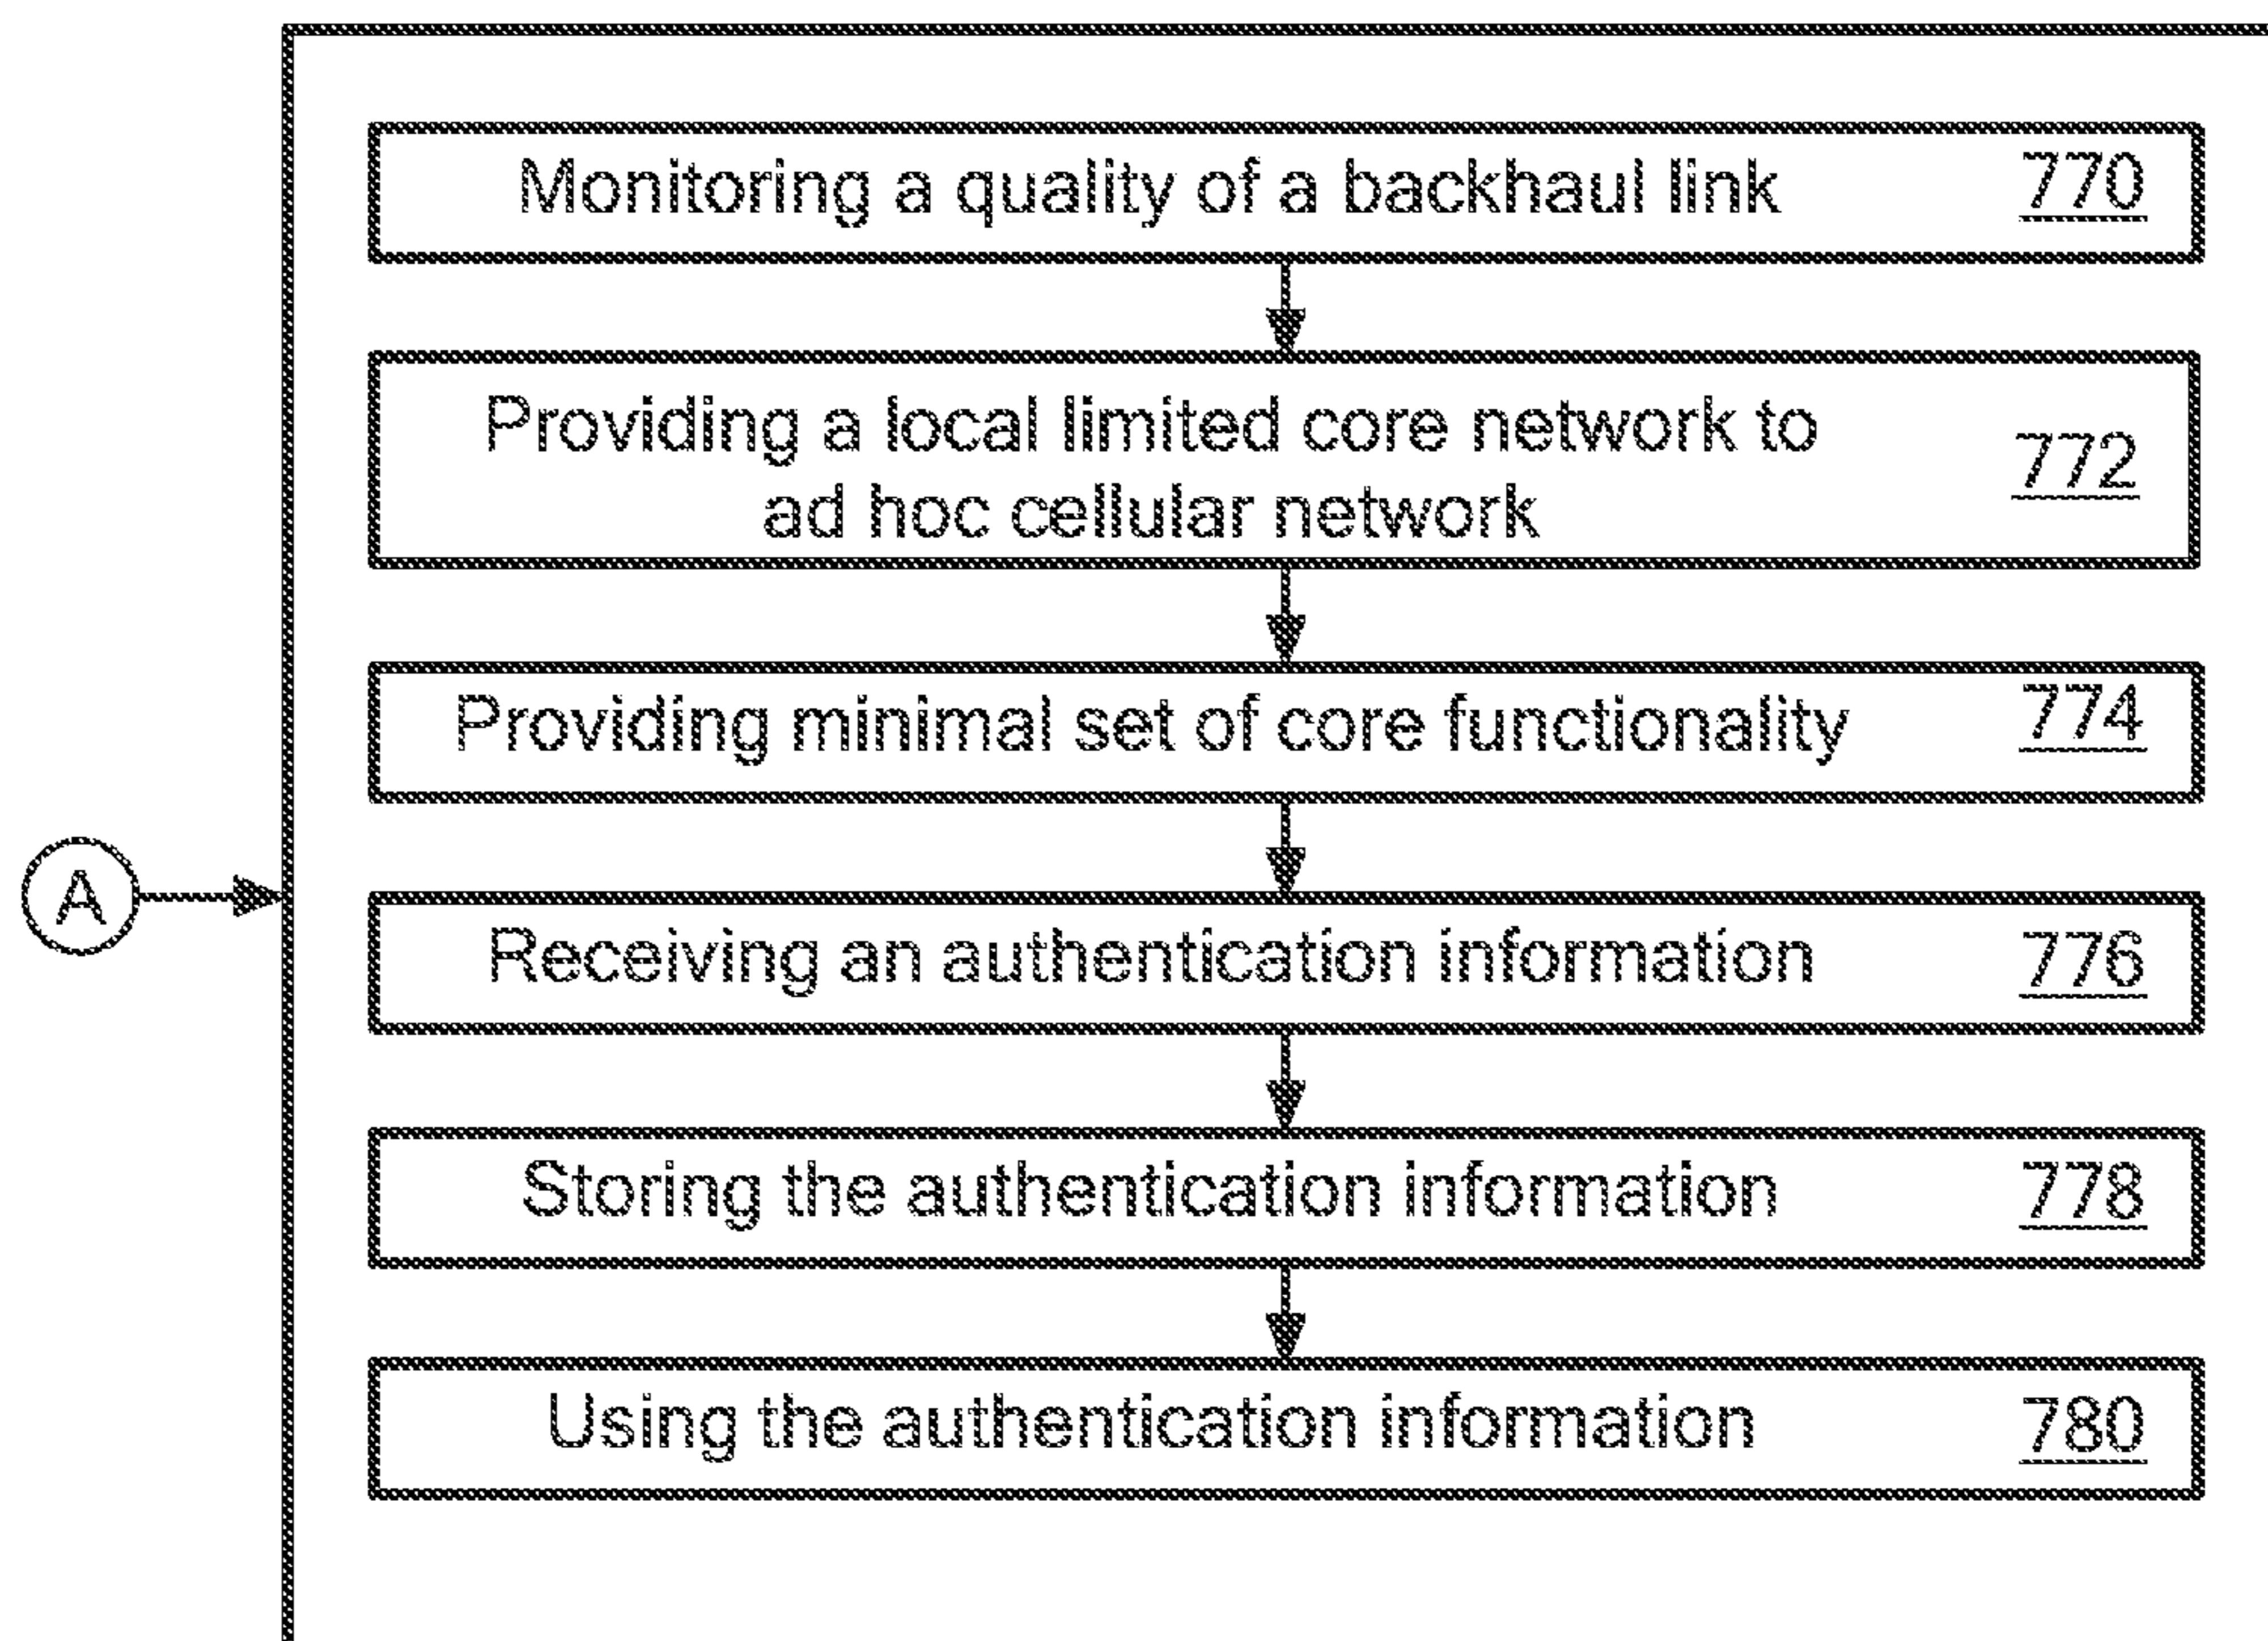 Monitoring a quality of a backhaul link 770
Providing a local limited core network to
ad hoc cellular network 772
Providing minimal set of core functionality 774
A
Receiving an authentication information 776
Storing the authentication information 778
Using the authentication information 780